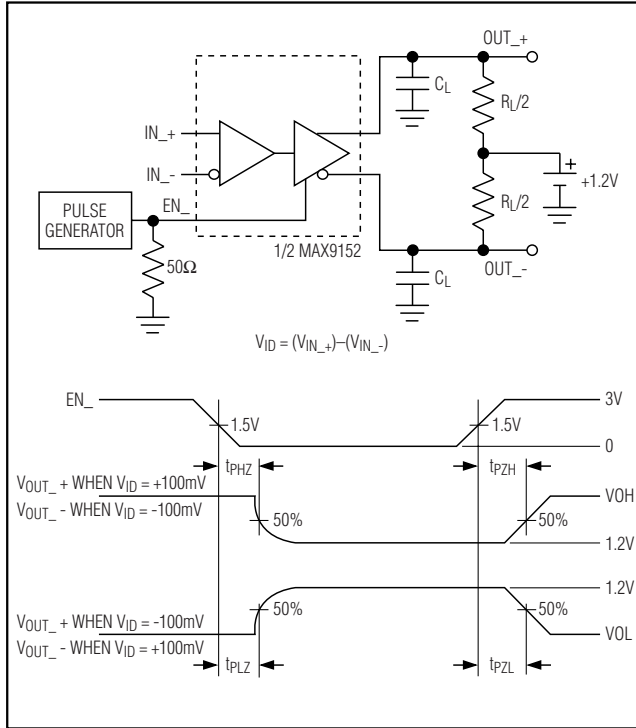 OUT_+
C_L
R_L/2
IN_+
+
+1.2V
IN_-
R_L/2
EN_
PULSE
GENERATOR
1/2 MAX9152
OUT_-
50Ω
C_L
V_ID = (V_IN_+)–(V_IN_-)
EN_
3V
1.5V
1.5V
0
t_PHZ
t_PZH
V_OUT_ + WHEN V_ID = +100mV
VOH
V_OUT_ - WHEN V_ID = -100mV
50%
50%
1.2V
1.2V
50%
50%
V_OUT_ + WHEN V_ID = -100mV
VOL
V_OUT_ - WHEN V_ID = +100mV
t_PLZ
t_PZL